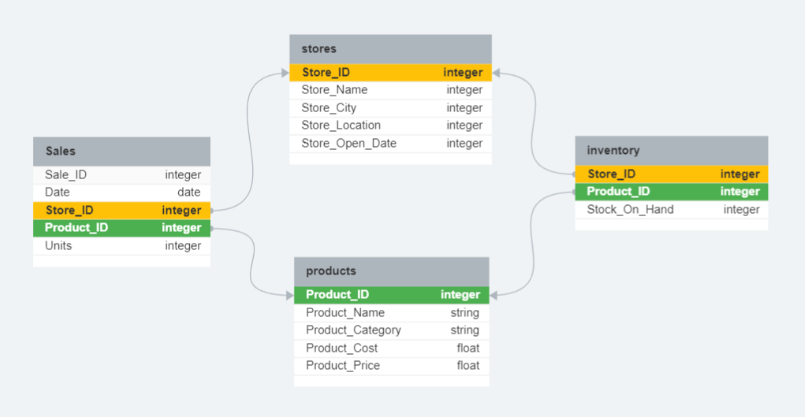 stores
Store_ID integer
Store_Name integer
Store_City integer
Store_Location integer
Store_Open_Date integer
Sales
Sale_ID integer
Date date
Store_ID integer
Product_ID integer
Units integer
inventory
Store_ID integer
Product_ID integer
Stock_On_Hand integer
products
Product_ID integer
Product_Name string
Product_Category string
Product_Cost float
Product_Price float